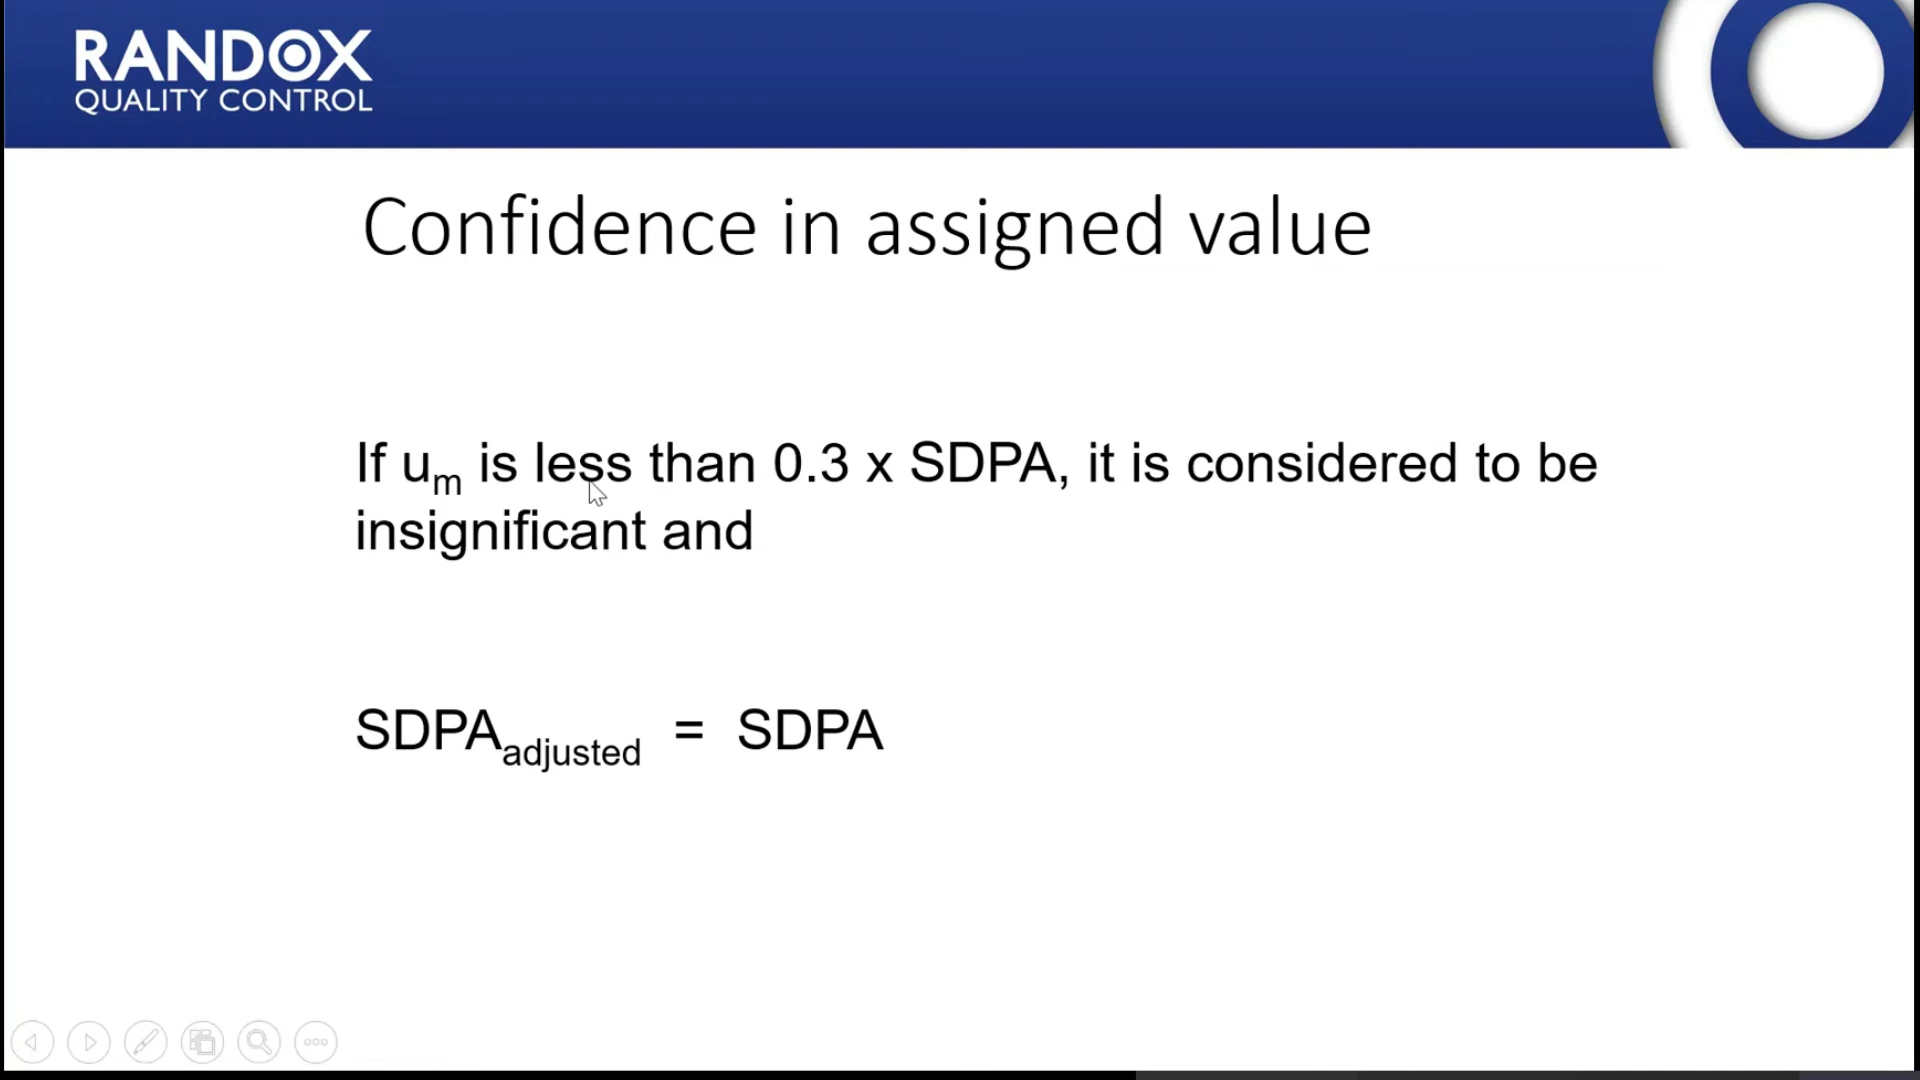 RANDOX
QUALITY CONTROL
Confidence in assigned value
If uₘ is less than 0.3 x SDPA, it is considered to be
insignificant and
SDPAadjusted = SDPA